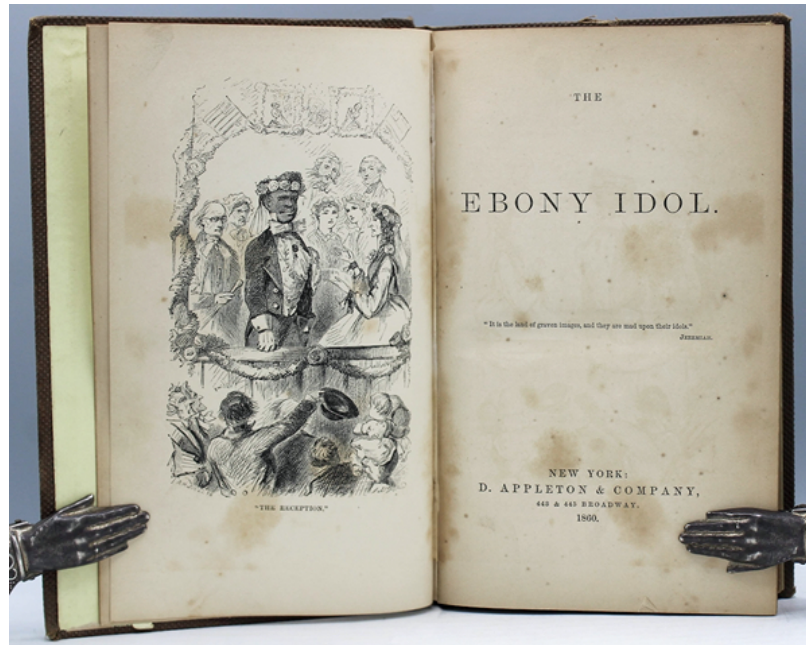 "THE RECEPTION."
THE
EBONY IDOL.
"It is the land of graven images, and they are mad upon their idols."
JEREMIAH.
NEW YORK:
D. APPLETON & COMPANY,
443 & 445 BROADWAY.
1860.